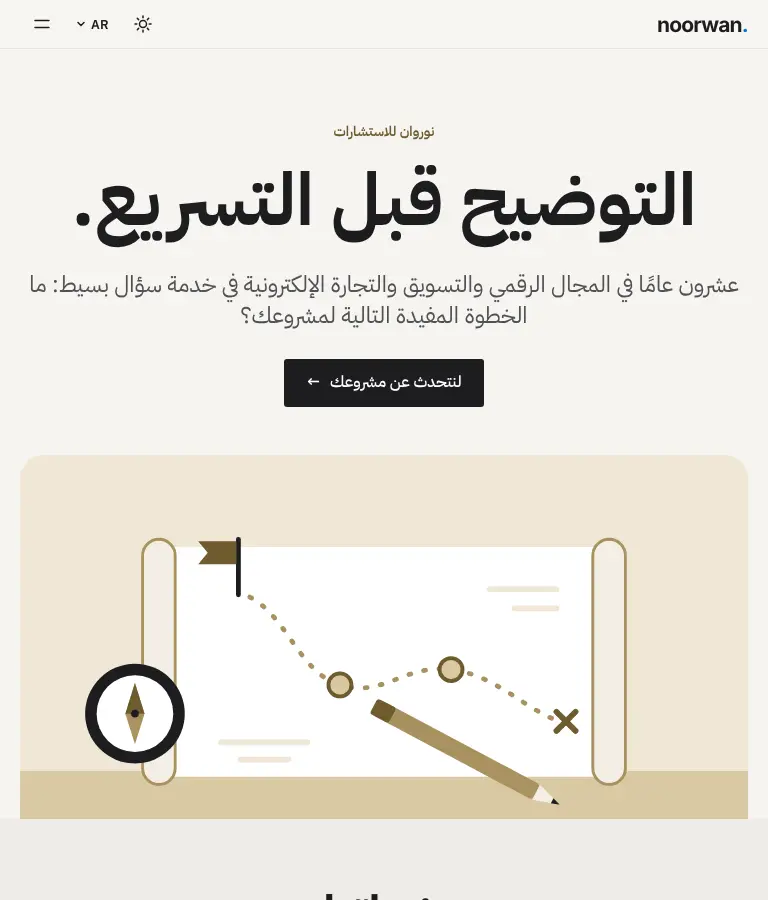 noorwan.
AR
نوروان للاستشارات
التوضيح قبل التسريع.
عشرون عامًا في المجال الرقمي والتسويق والتجارة الإلكترونية في خدمة سؤال بسيط: ما
الخطوة المفيدة التالية لمشروعك؟
لنتحدث عن مشروعك ←